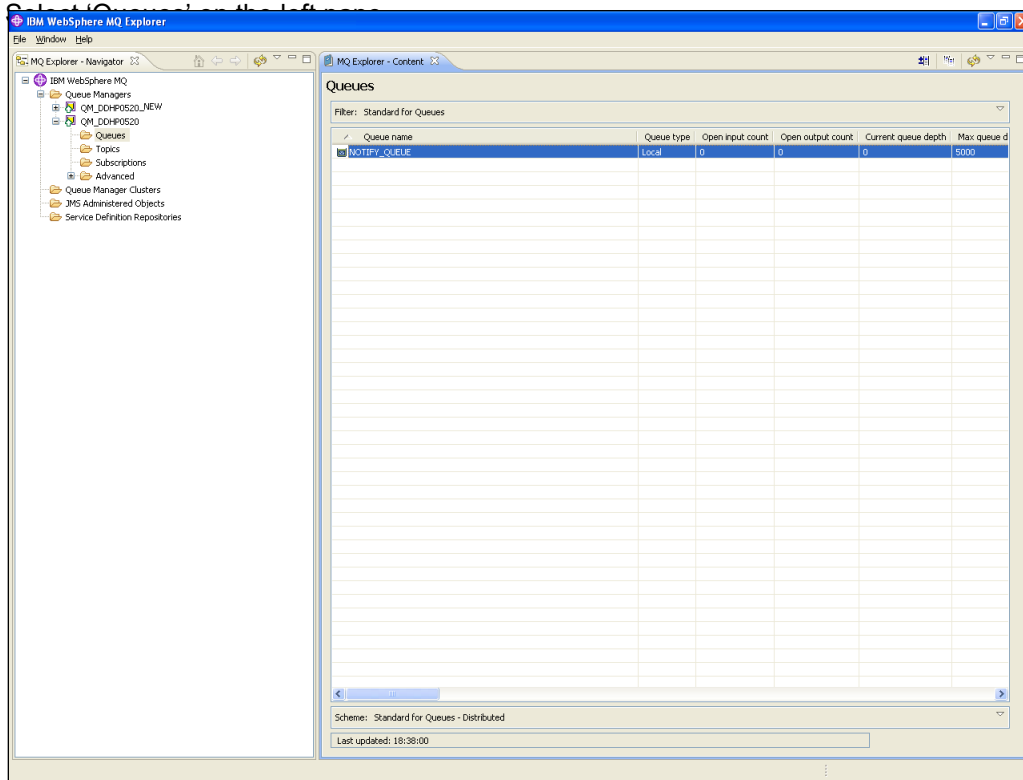 Select 'Queues' on the left pane
IBM WebSphere MQ Explorer
File Window Help
MQ Explorer - Navigator
IBM WebSphere MQ
Queue Managers
QM_DDHP0520_NEW
QM_DDHP0520
Queues
Topics
Subscriptions
Advanced
Queue Manager Clusters
JMS Administered Objects
Service Definition Repositories
MQ Explorer - Content
Queues
Filter: Standard for Queues
Queue name Queue type Open input count Open output count Current queue depth Max queue d
NOTIFY_QUEUE Local 0 0 0 5000
Scheme: Standard for Queues - Distributed
Last updated: 18:38:00